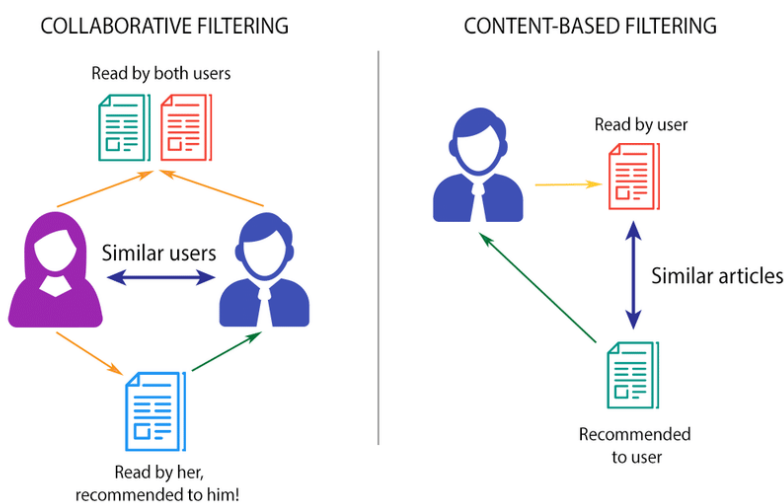 COLLABORATIVE FILTERING
Read by both users
Similar users
Read by her,
recommended to him!
CONTENT-BASED FILTERING
Read by user
Similar articles
Recommended
to user